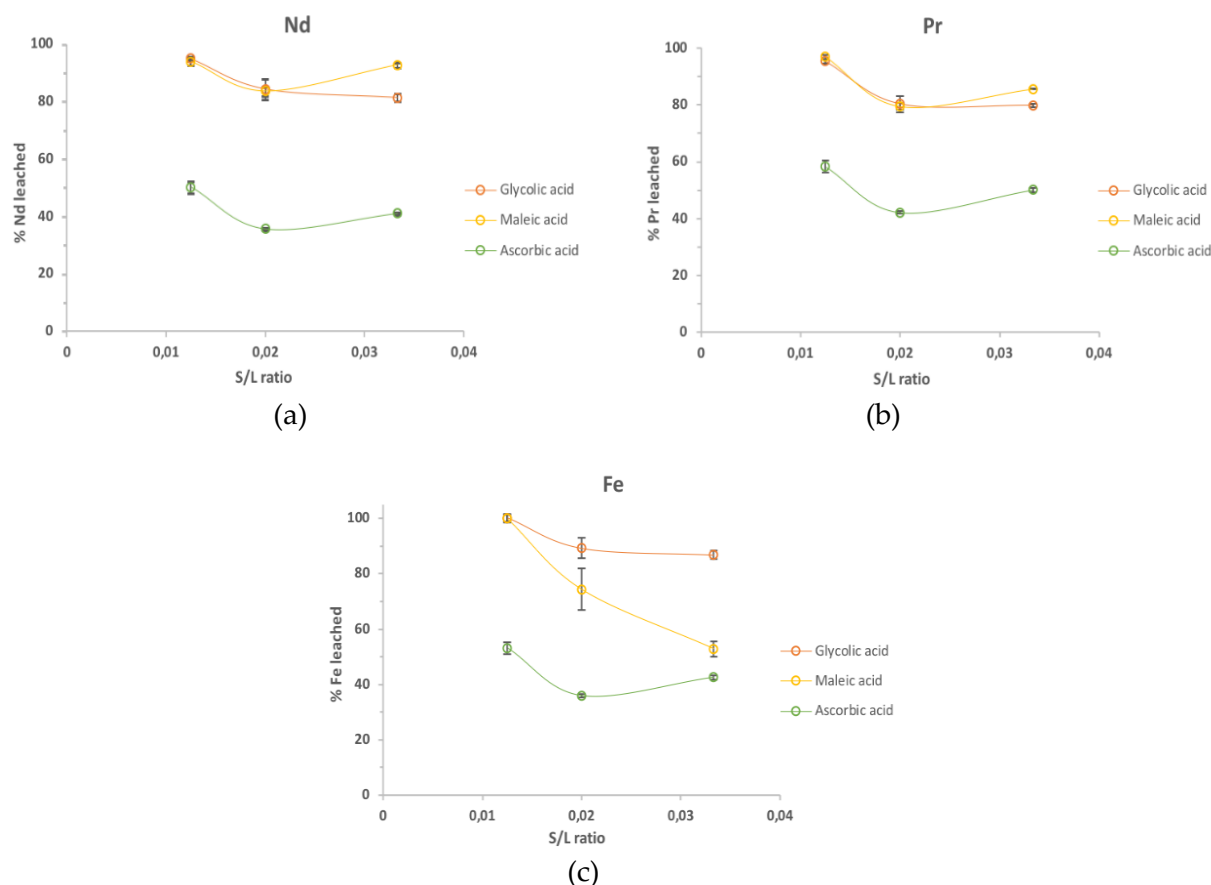 Nd
% Nd leached
100
80
60
40
20
0
0
0,01
0,02
0,03
0,04
S/L ratio
Glycolic acid
Maleic acid
Ascorbic acid
(a)
Pr
% Pr leached
100
80
60
40
20
0
0
0,01
0,02
0,03
0,04
S/L ratio
Glycolic acid
Maleic acid
Ascorbic acid
(b)
Fe
% Fe leached
100
80
60
40
20
0
0
0,01
0,02
0,03
0,04
S/L ratio
Glycolic acid
Maleic acid
Ascorbic acid
(c)